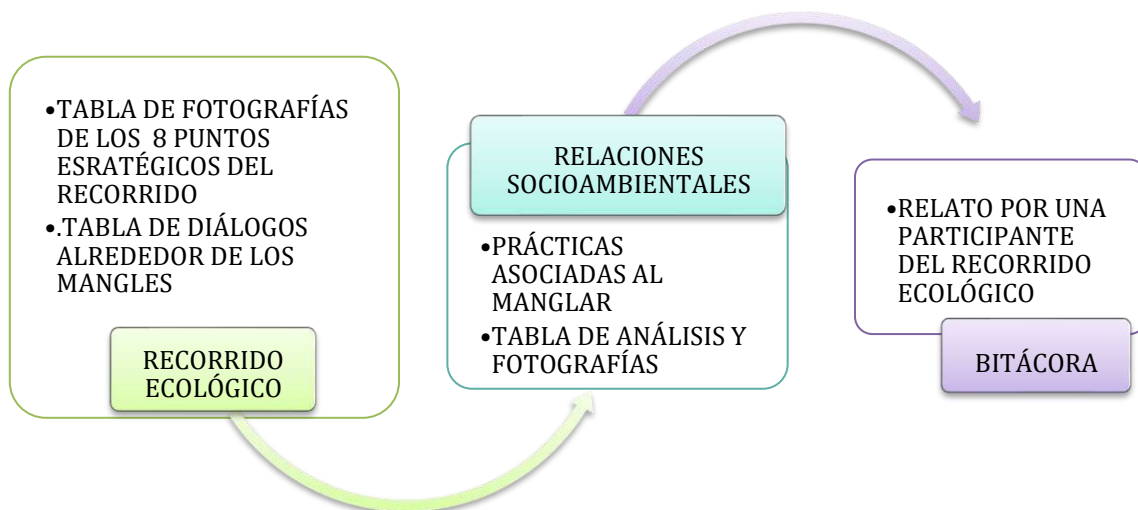 •TABLA DE FOTOGRAFÍAS
DE LOS 8 PUNTOS
ESRATÉGICOS DEL
RECORRIDO
•.TABLA DE DIÁLOGOS
ALREDEDOR DE LOS
MANGLES
RECORRIDO
ECOLÓGICO
RELACIONES
SOCIOAMBIENTALES
•PRÁCTICAS
ASOCIADAS AL
MANGLAR
•TABLA DE ANÁLISIS Y
FOTOGRAFÍAS
•RELATO POR UNA
PARTICIPANTE
DEL RECORRIDO
ECOLÓGICO
BITÁCORA